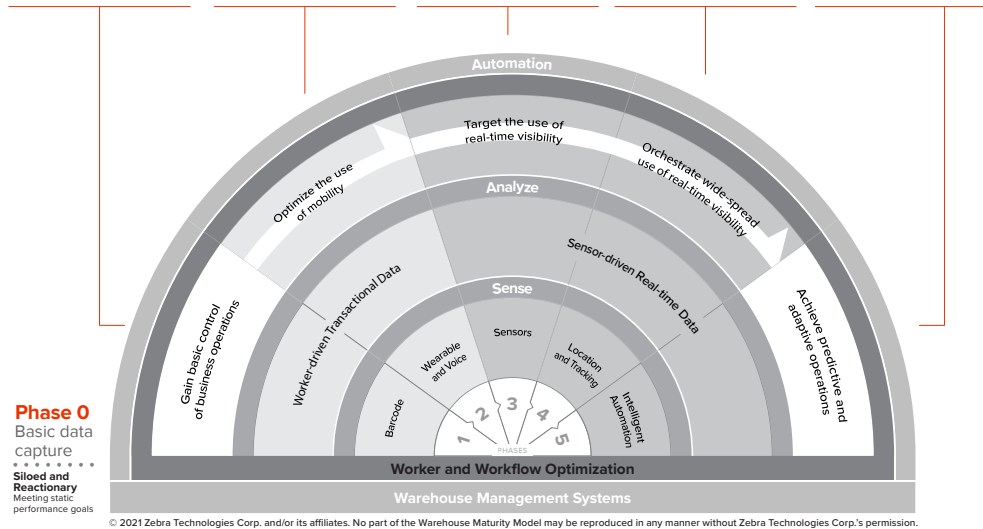 Automation
Target the use of
real-time visibility
Optimize the use
of mobility
Orchestrate wide-spread
use of real-time visibility
Analyze
Gain basic control
of business operations
Worker-driven Transactional Data
Sensor-driven Real-time Data
Achieve predictive and
adaptive operations
Sense
Barcode
Wearable
and Voice
Sensors
Location
and Tracking
Intelligent
Automation
1
2
3
4
5
PHASES
Phase 0
Basic data
capture
Siloed and
Reactionary
Meeting static
performance goals
Worker and Workflow Optimization
Warehouse Management Systems
© 2021 Zebra Technologies Corp. and/or its affiliates. No part of the Warehouse Maturity Model may be reproduced in any manner without Zebra Technologies Corp.'s permission.